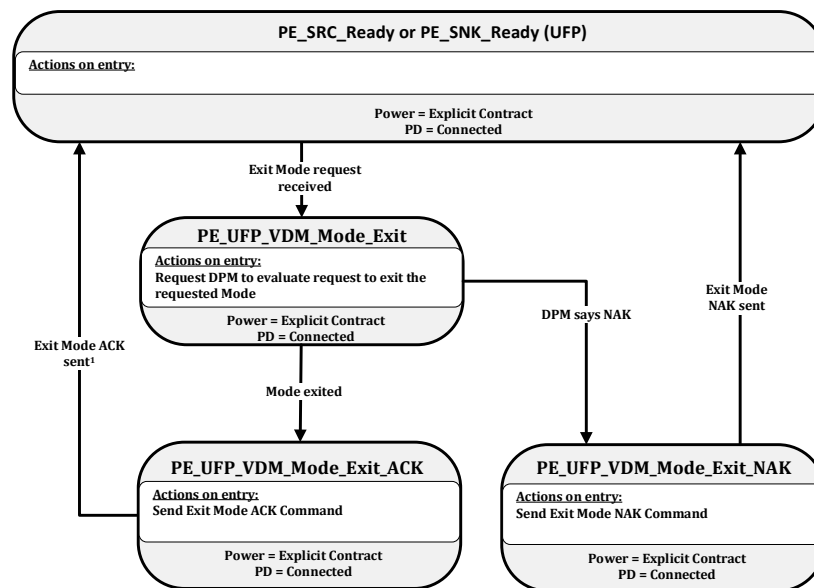 PE_SRC_Ready or PE_SNK_Ready (UFP)
Actions on entry:
Power = Explicit Contract
PD = Connected
Exit Mode request
received
PE_UFP_VDM_Mode_Exit
Actions on entry:
Request DPM to evaluate request to exit the
requested Mode
Power = Explicit Contract
PD = Connected
Exit Mode
NAK sent
DPM says NAK
Exit Mode ACK
sent¹
Mode exited
PE_UFP_VDM_Mode_Exit_ACK
Actions on entry:
Send Exit Mode ACK Command
Power = Explicit Contract
PD = Connected
PE_UFP_VDM_Mode_Exit_NAK
Actions on entry:
Send Exit Mode NAK Command
Power = Explicit Contract
PD = Connected